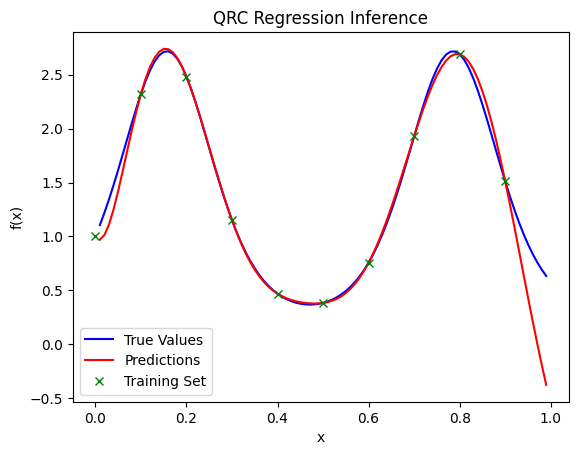 QRC Regression Inference
f(x)
2.5
2.0
1.5
1.0
0.5
0.0
−0.5
True Values
Predictions
Training Set
0.0 0.2 0.4 0.6 0.8 1.0
x